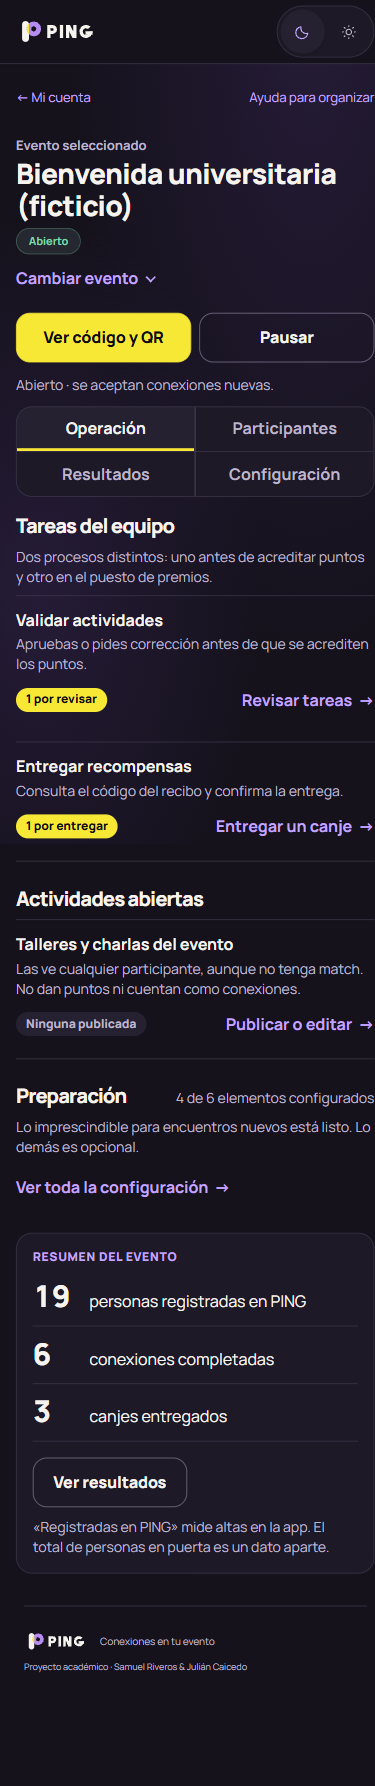 PING
← Mi cuenta
Ayuda para organizar
Evento seleccionado
Bienvenida universitaria
(ficticio)
Abierto
Cambiar evento
Ver código y QR
Pausar
Abierto · se aceptan conexiones nuevas.
Operación
Participantes
Resultados
Configuración
Tareas del equipo
Dos procesos distintos: uno antes de acreditar puntos
y otro en el puesto de premios.
Validar actividades
Apruebas o pides corrección antes de que se acrediten
los puntos.
1 por revisar
Revisar tareas →
Entregar recompensas
Consulta el código del recibo y confirma la entrega.
1 por entregar
Entregar un canje →
Actividades abiertas
Talleres y charlas del evento
Las ve cualquier participante, aunque no tenga match.
No dan puntos ni cuentan como conexiones.
Ninguna publicada
Publicar o editar →
Preparación
4 de 6 elementos configurados
Lo imprescindible para encuentros nuevos está listo. Lo
demás es opcional.
Ver toda la configuración →
RESUMEN DEL EVENTO
19 personas registradas en PING
6 conexiones completadas
3 canjes entregados
Ver resultados
«Registradas en PING» mide altas en la app. El
total de personas en puerta es un dato aparte.
PING Conexiones en tu evento
Proyecto académico · Samuel Riveros & Julián Caicedo